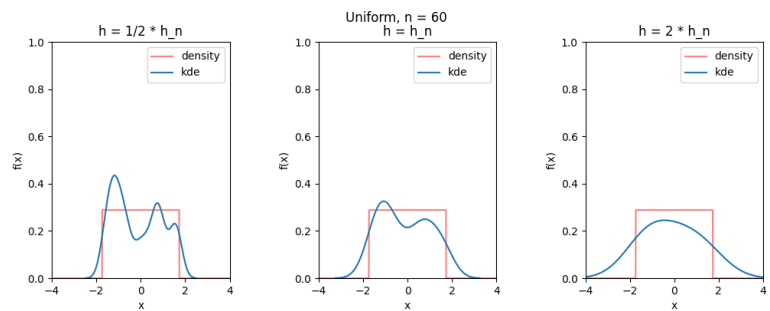 Uniform, n = 60
h = 1/2 * h_n
h = h_n
h = 2 * h_n
1.0
0.8
0.6
0.4
0.2
0.0
f(x)
density
kde
−4
−2
0
2
4
x
1.0
0.8
0.6
0.4
0.2
0.0
f(x)
density
kde
−4
−2
0
2
4
x
1.0
0.8
0.6
0.4
0.2
0.0
f(x)
density
kde
−4
−2
0
2
4
x